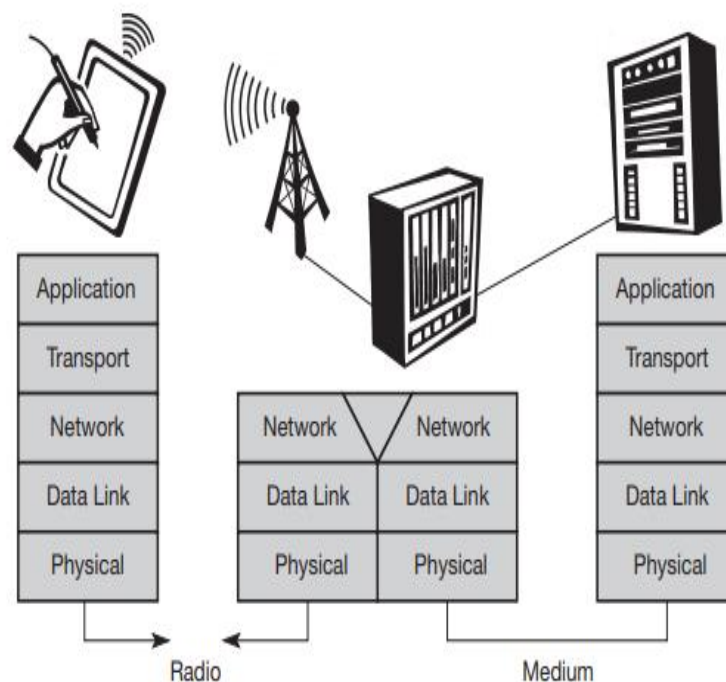 Application
Transport
Network
Data Link
Physical
Network Network
Data Link Data Link
Physical Physical
Application
Transport
Network
Data Link
Physical
Radio
Medium